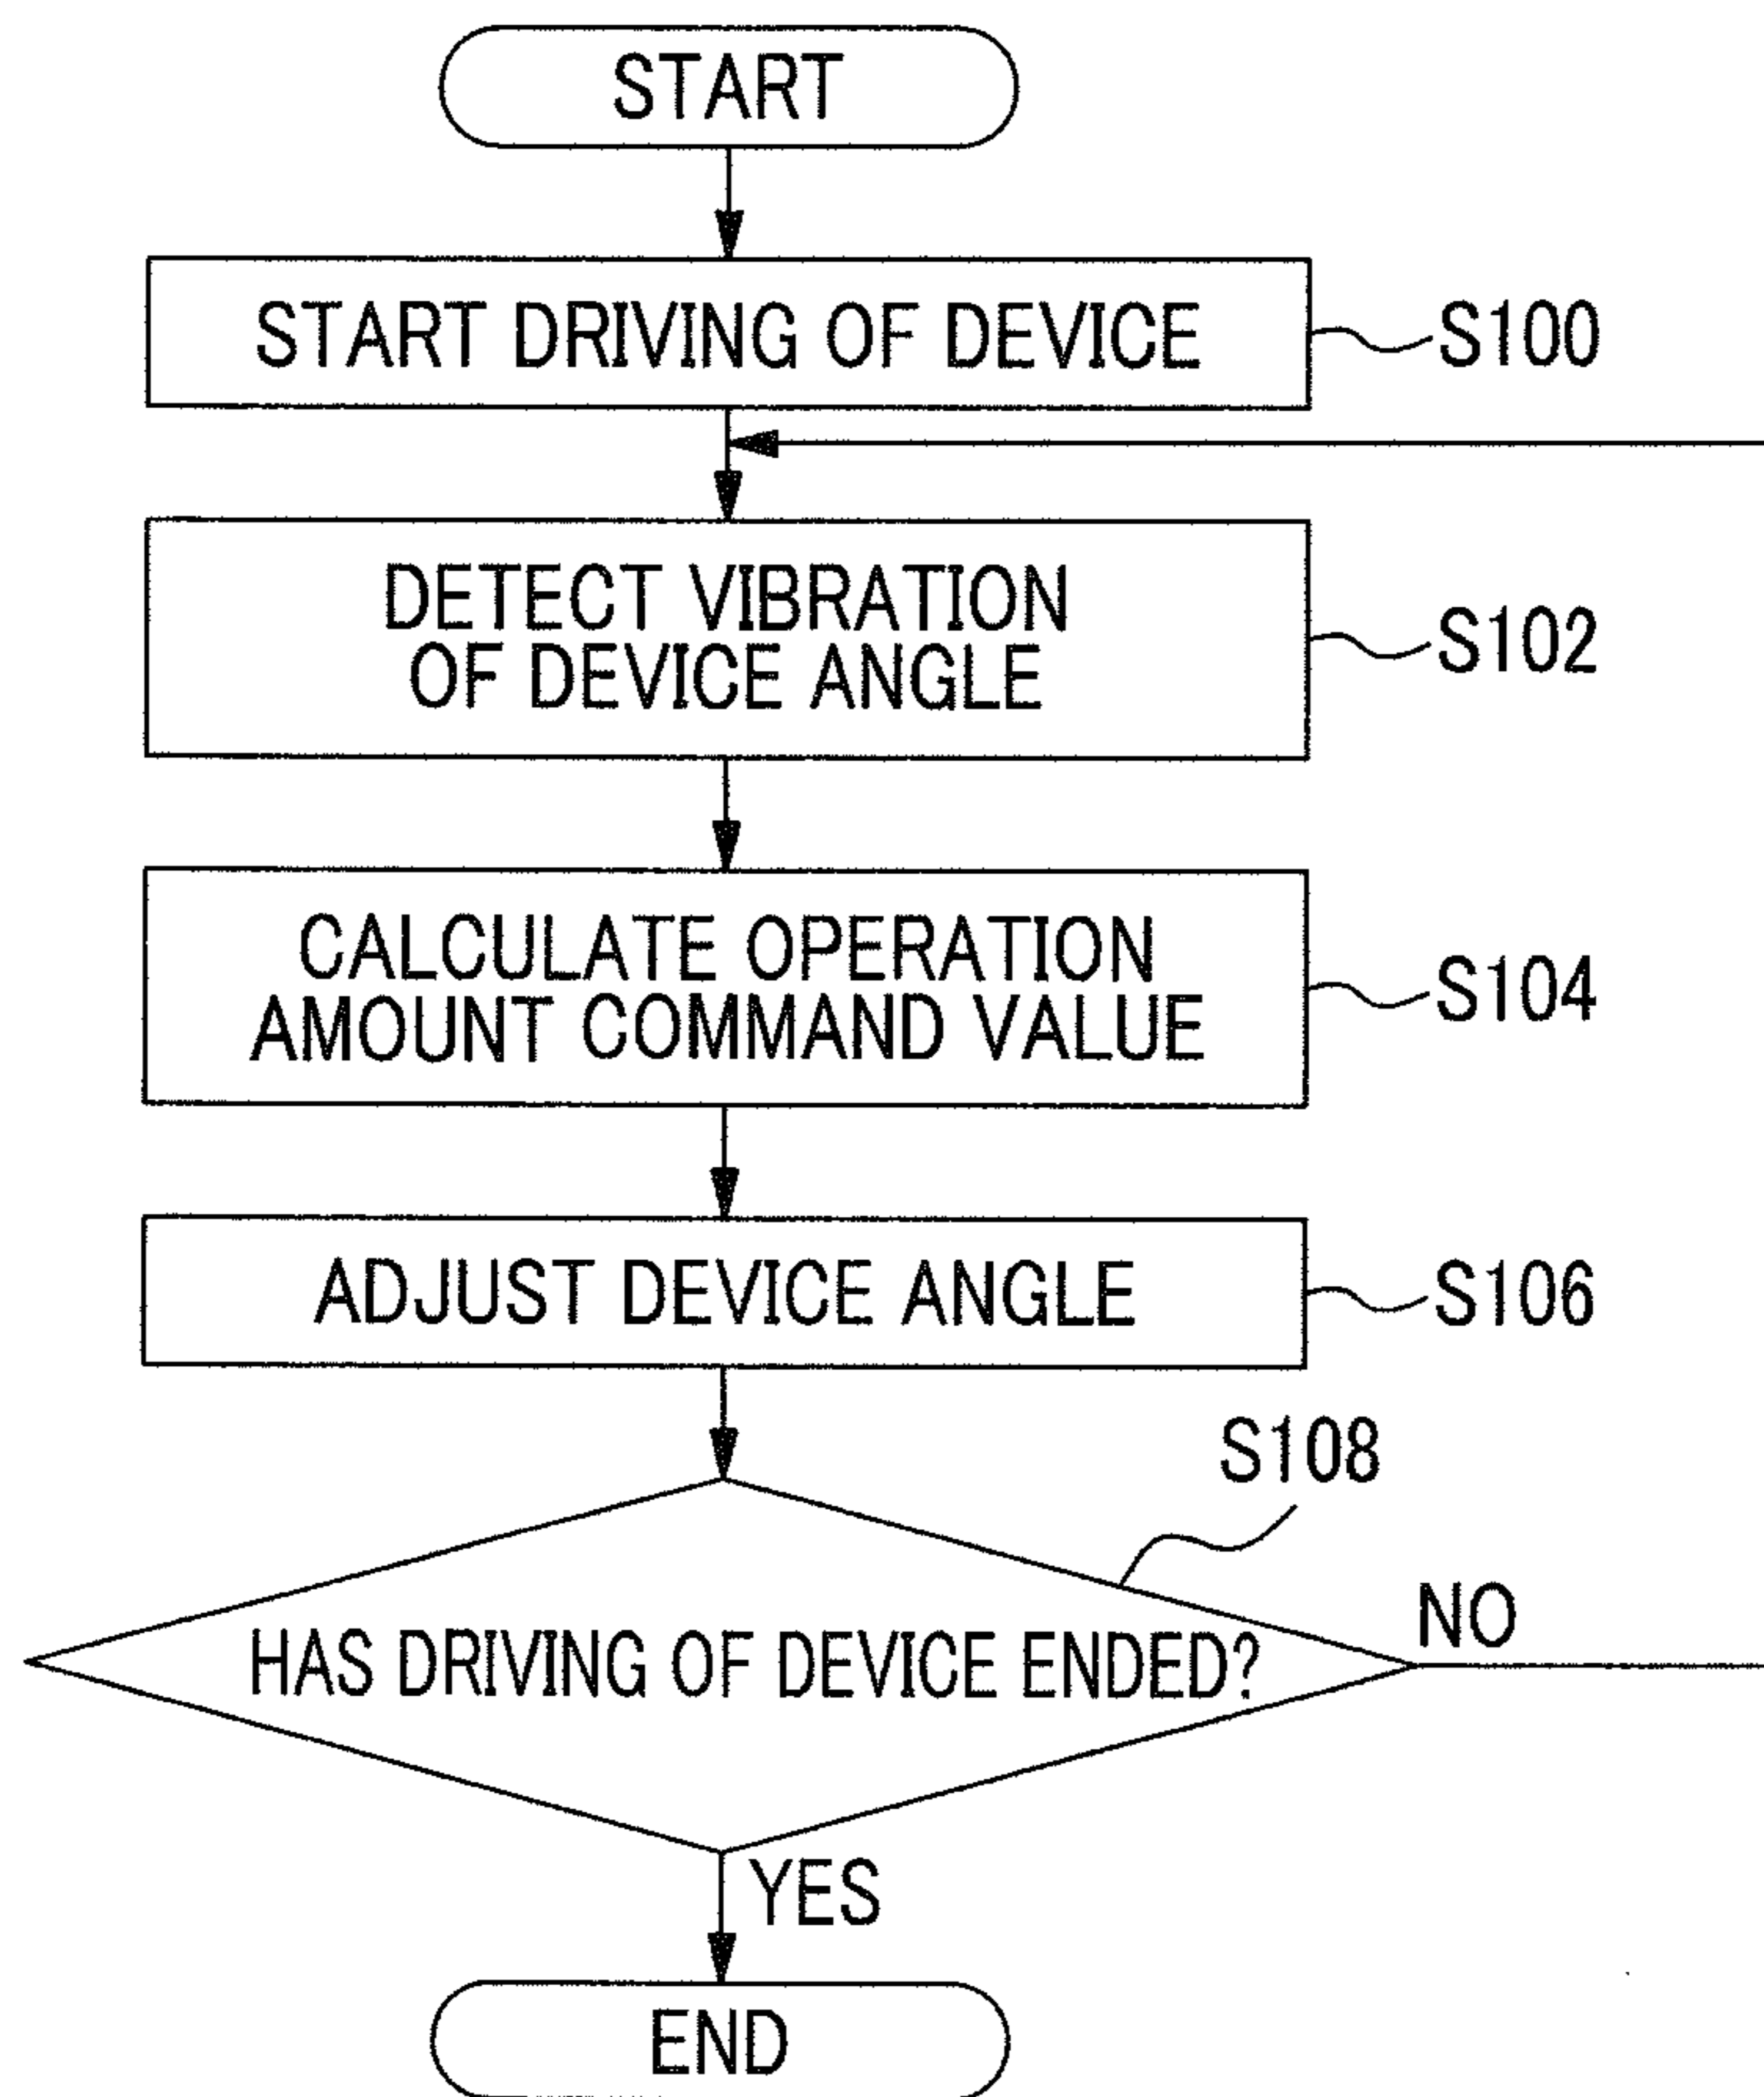 START
START DRIVING OF DEVICE
S100
DETECT VIBRATION
OF DEVICE ANGLE
S102
CALCULATE OPERATION
AMOUNT COMMAND VALUE
S104
ADJUST DEVICE ANGLE
S106
S108
HAS DRIVING OF DEVICE ENDED?
NO
YES
END